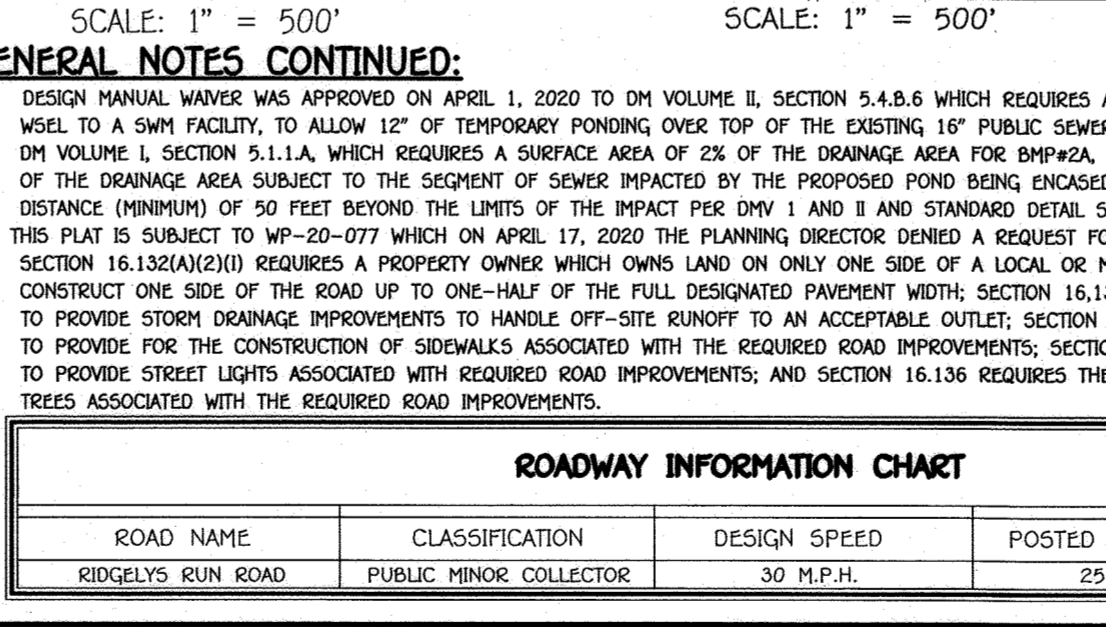 SCALE: 1" = 500'
SCALE: 1" = 500'
ENERAL NOTES CONTINUED:
DESIGN MANUAL WAIVER WAS APPROVED ON APRIL 1, 2020 TO DM VOLUME II, SECTION 5.4.B.6 WHICH REQUIRES
WSEL TO A SWM FACILITY, TO ALLOW 12" OF TEMPORARY PONDING OVER TOP OF THE EXISTING 16" PUBLIC SEWER
DM VOLUME I, SECTION 5.1.1.A, WHICH REQUIRES A SURFACE AREA OF 2% OF THE DRAINAGE AREA FOR BMP#2A,
OF THE DRAINAGE AREA SUBJECT TO THE SEGMENT OF SEWER IMPACTED BY THE PROPOSED POND BEING ENCASED
DISTANCE (MINIMUM) OF 50 FEET BEYOND THE LIMITS OF THE IMPACT PER DMV 1 AND II AND STANDARD DETAIL
THIS PLAT IS SUBJECT TO WP-20-077 WHICH ON APRIL 17, 2020 THE PLANNING DIRECTOR DENIED A REQUEST
SECTION 16.132(A)(2)(I) REQUIRES A PROPERTY OWNER WHICH OWNS LAND ON ONLY ONE SIDE OF A LOCAL OR
CONSTRUCT ONE SIDE OF THE ROAD UP TO ONE-HALF OF THE FULL DESIGNATED PAVEMENT WIDTH; SECTION
TO PROVIDE STORM DRAINAGE IMPROVEMENTS TO HANDLE OFF-SITE RUNOFF TO AN ACCEPTABLE OUTLET; SECTION
TO PROVIDE FOR THE CONSTRUCTION OF SIDEWALKS ASSOCIATED WITH THE REQUIRED ROAD IMPROVEMENTS;
TO PROVIDE STREET LIGHTS ASSOCIATED WITH REQUIRED ROAD IMPROVEMENTS; AND SECTION 16.136 REQUIRES THE
TREES ASSOCIATED WITH THE REQUIRED ROAD IMPROVEMENTS.
ROADWAY INFORMATION CHART
ROAD NAME CLASSIFICATION DESIGN SPEED POSTED
RIDGELYS RUN ROAD PUBLIC MINOR COLLECTOR 30 M.P.H. 25